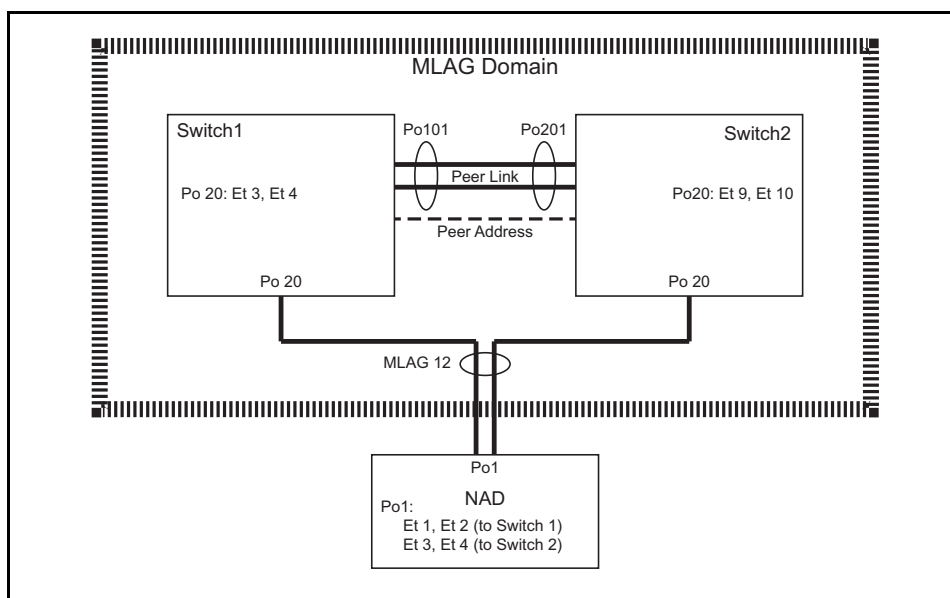 MLAG Domain
Switch1
Po101
Po201
Switch2
Peer Link
Po 20: Et 3, Et 4
Po20: Et 9, Et 10
Peer Address
Po 20
Po 20
MLAG 12
Po1
NAD
Po1:
Et 1, Et 2 (to Switch 1)
Et 3, Et 4 (to Switch 2)